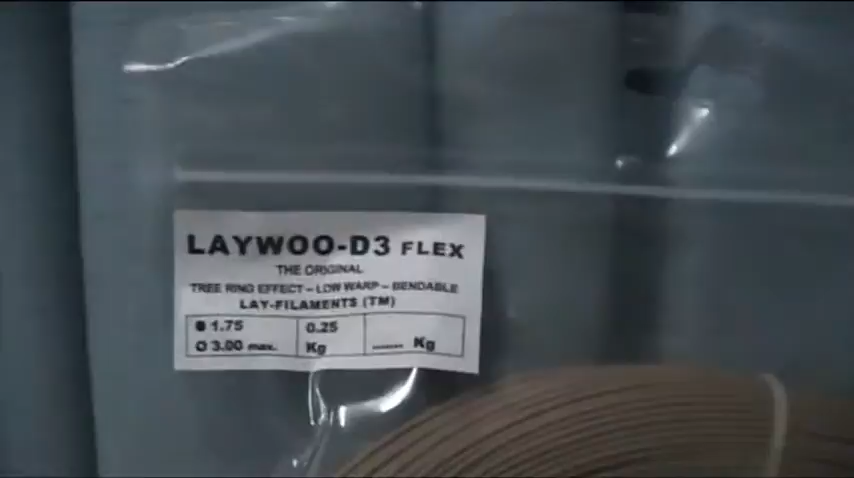 LAYWOO-D3 FLEX
THE ORIGINAL
TREE RING EFFECT - LOW WARP - BENDABLE
LAY-FILAMENTS (TM)
● 1.75 0.25 Kg ...... Kg
O 3.00 max.